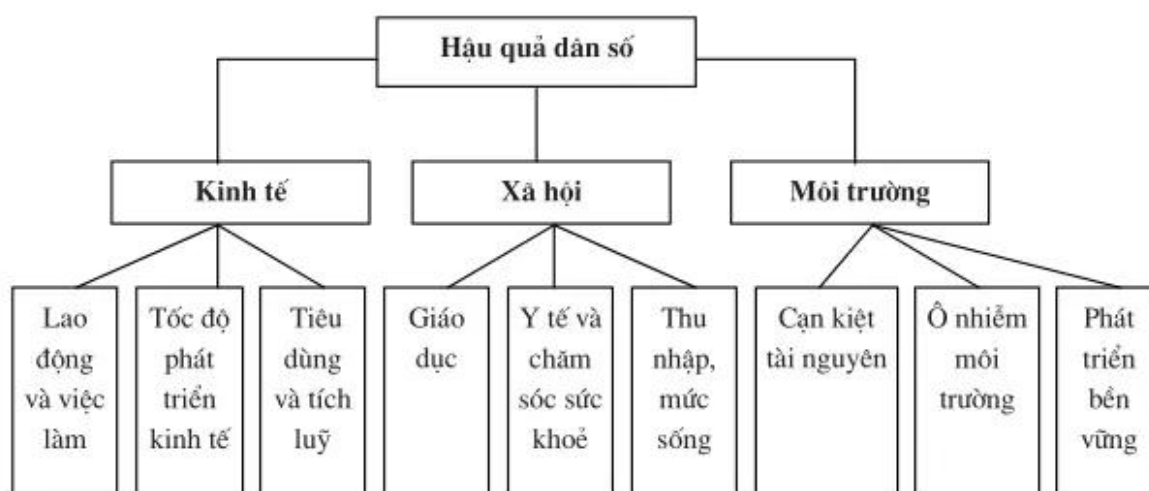 Hậu quả dân số
Kinh tế
Xã hội
Môi trường
Lao
động
và việc
làm
Tốc độ
phát
triển
kinh tế
Tiêu
dùng
và tích
luỹ
Giáo
dục
Y tế và
chăm
sóc sức
khoẻ
Thu
nhập,
mức
sống
Cạn kiệt
tài nguyên
Ô nhiễm
môi
trường
Phát
triển
bền
vững